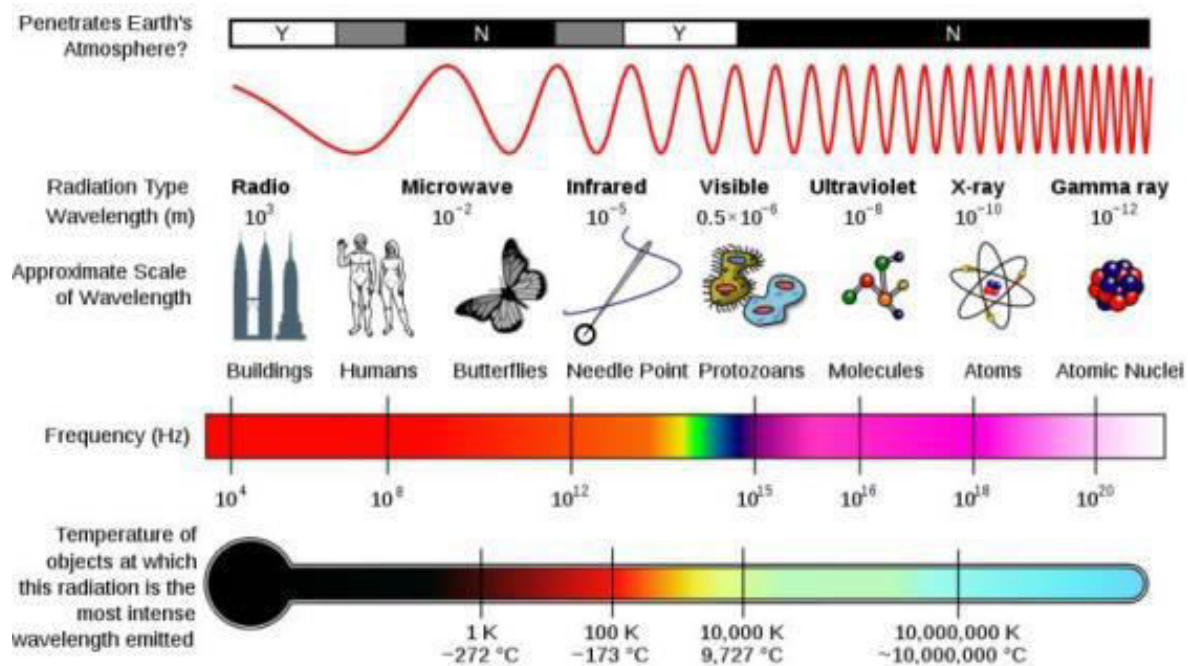 Penetrates Earth's
Atmosphere?
Y N Y N
Radiation Type
Radio Microwave Infrared Visible Ultraviolet X-ray Gamma ray
Wavelength (m)
10³ 10⁻² 10⁻⁵ 0.5×10⁻⁶ 10⁻⁸ 10⁻¹⁰ 10⁻¹²
Approximate Scale
of Wavelength
Buildings Humans Butterflies Needle Point Protozoans Molecules Atoms Atomic Nuclei
Frequency (Hz)
10⁴ 10⁸ 10¹² 10¹⁵ 10¹⁶ 10¹⁸ 10²⁰
Temperature of
objects at which
this radiation is the
most intense
wavelength emitted
1 K 100 K 10,000 K 10,000,000 K
−272 °C −173 °C 9,727 °C ~10,000,000 °C